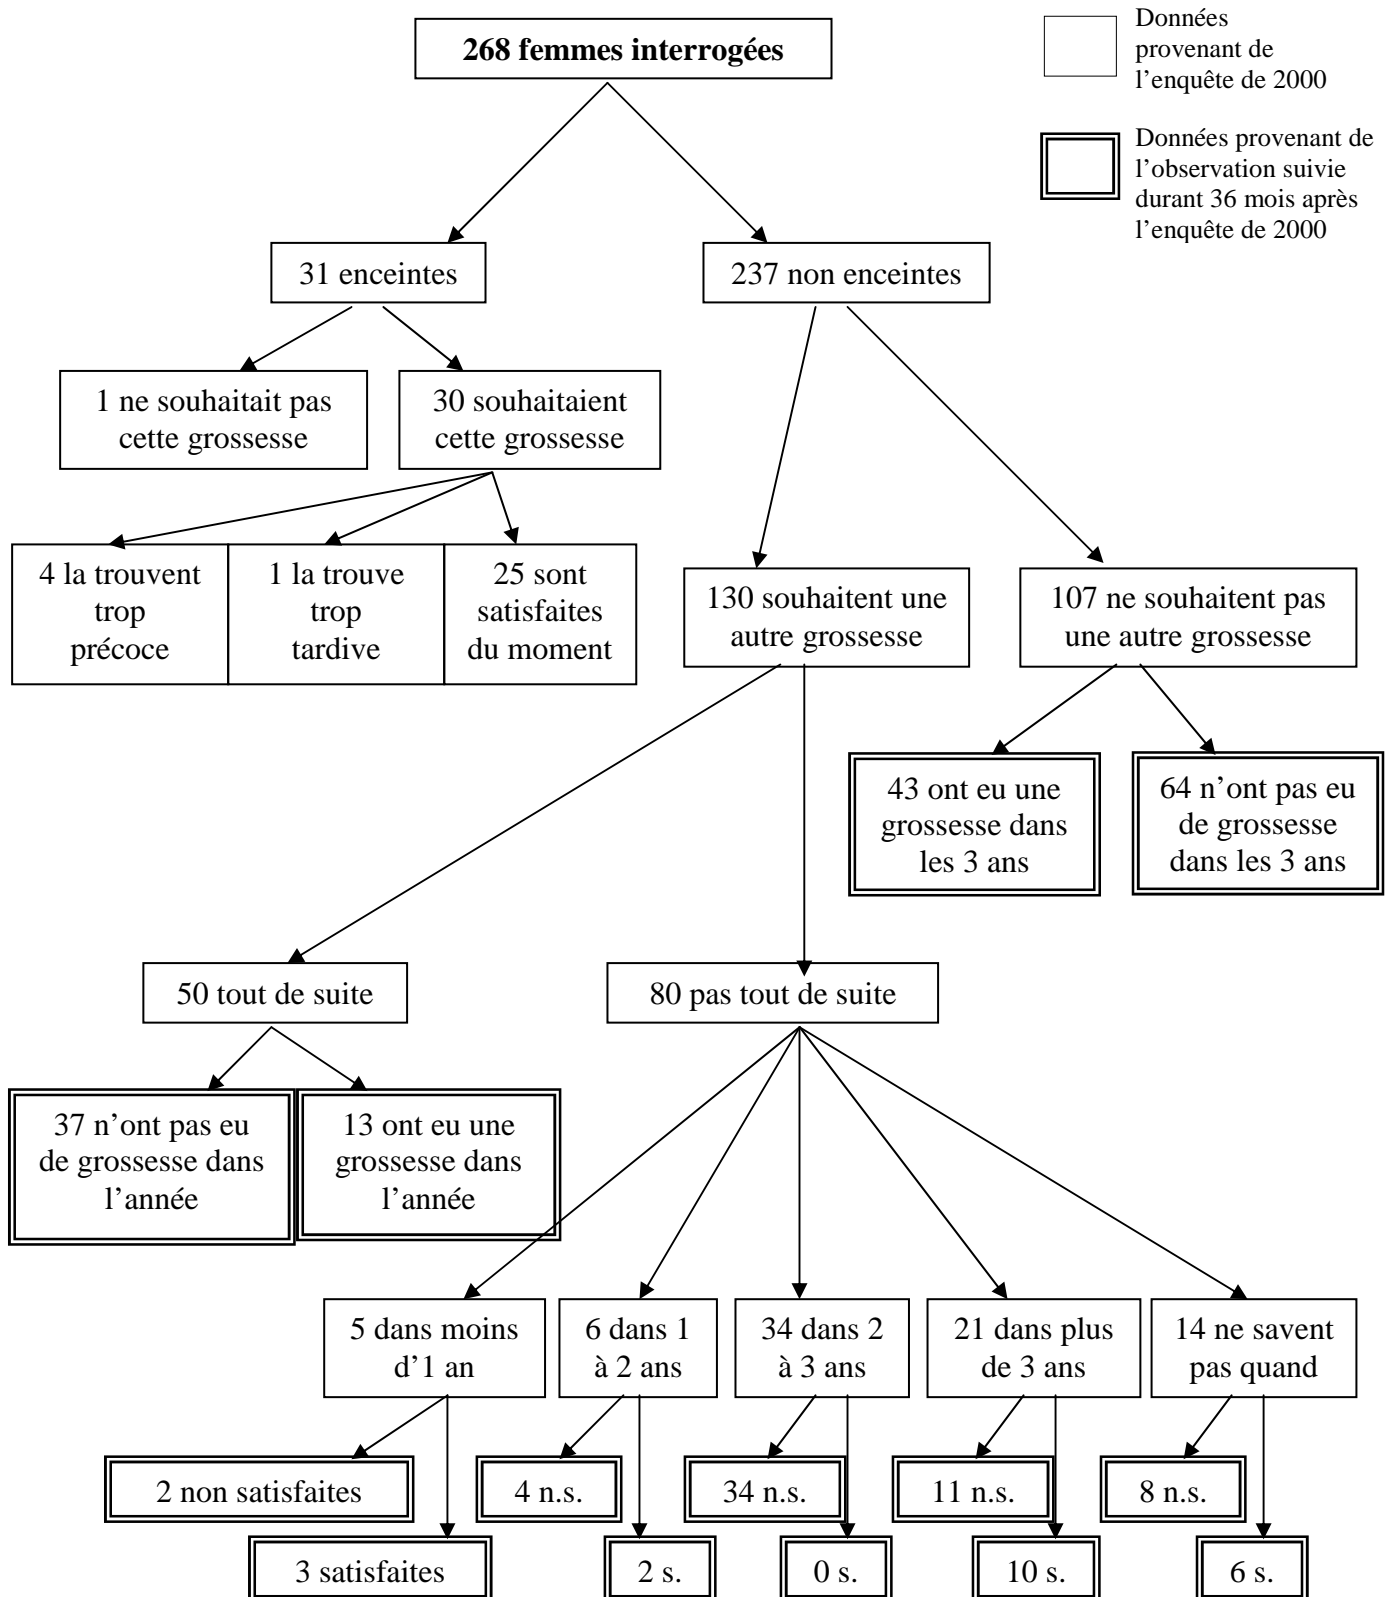 268 femmes interrogées
Données
provenant de
l’enquête de 2000
Données provenant de
l’observation suivie
durant 36 mois après
l’enquête de 2000
31 enceintes
237 non enceintes
1 ne souhaitait pas
cette grossesse
30 souhaitaient
cette grossesse
4 la trouvent
trop
précoce
1 la trouve
trop
tardive
25 sont
satisfaites
du moment
130 souhaitent une
autre grossesse
107 ne souhaitent pas
une autre grossesse
43 ont eu une
grossesse dans
les 3 ans
64 n’ont pas eu
de grossesse
dans les 3 ans
50 tout de suite
80 pas tout de suite
37 n’ont pas eu
de grossesse dans
l’année
13 ont eu une
grossesse dans
l’année
5 dans moins
d’1 an
6 dans 1
à 2 ans
34 dans 2
à 3 ans
21 dans plus
de 3 ans
14 ne savent
pas quand
2 non satisfaites
4 n.s.
34 n.s.
11 n.s.
8 n.s.
3 satisfaites
2 s.
0 s.
10 s.
6 s.